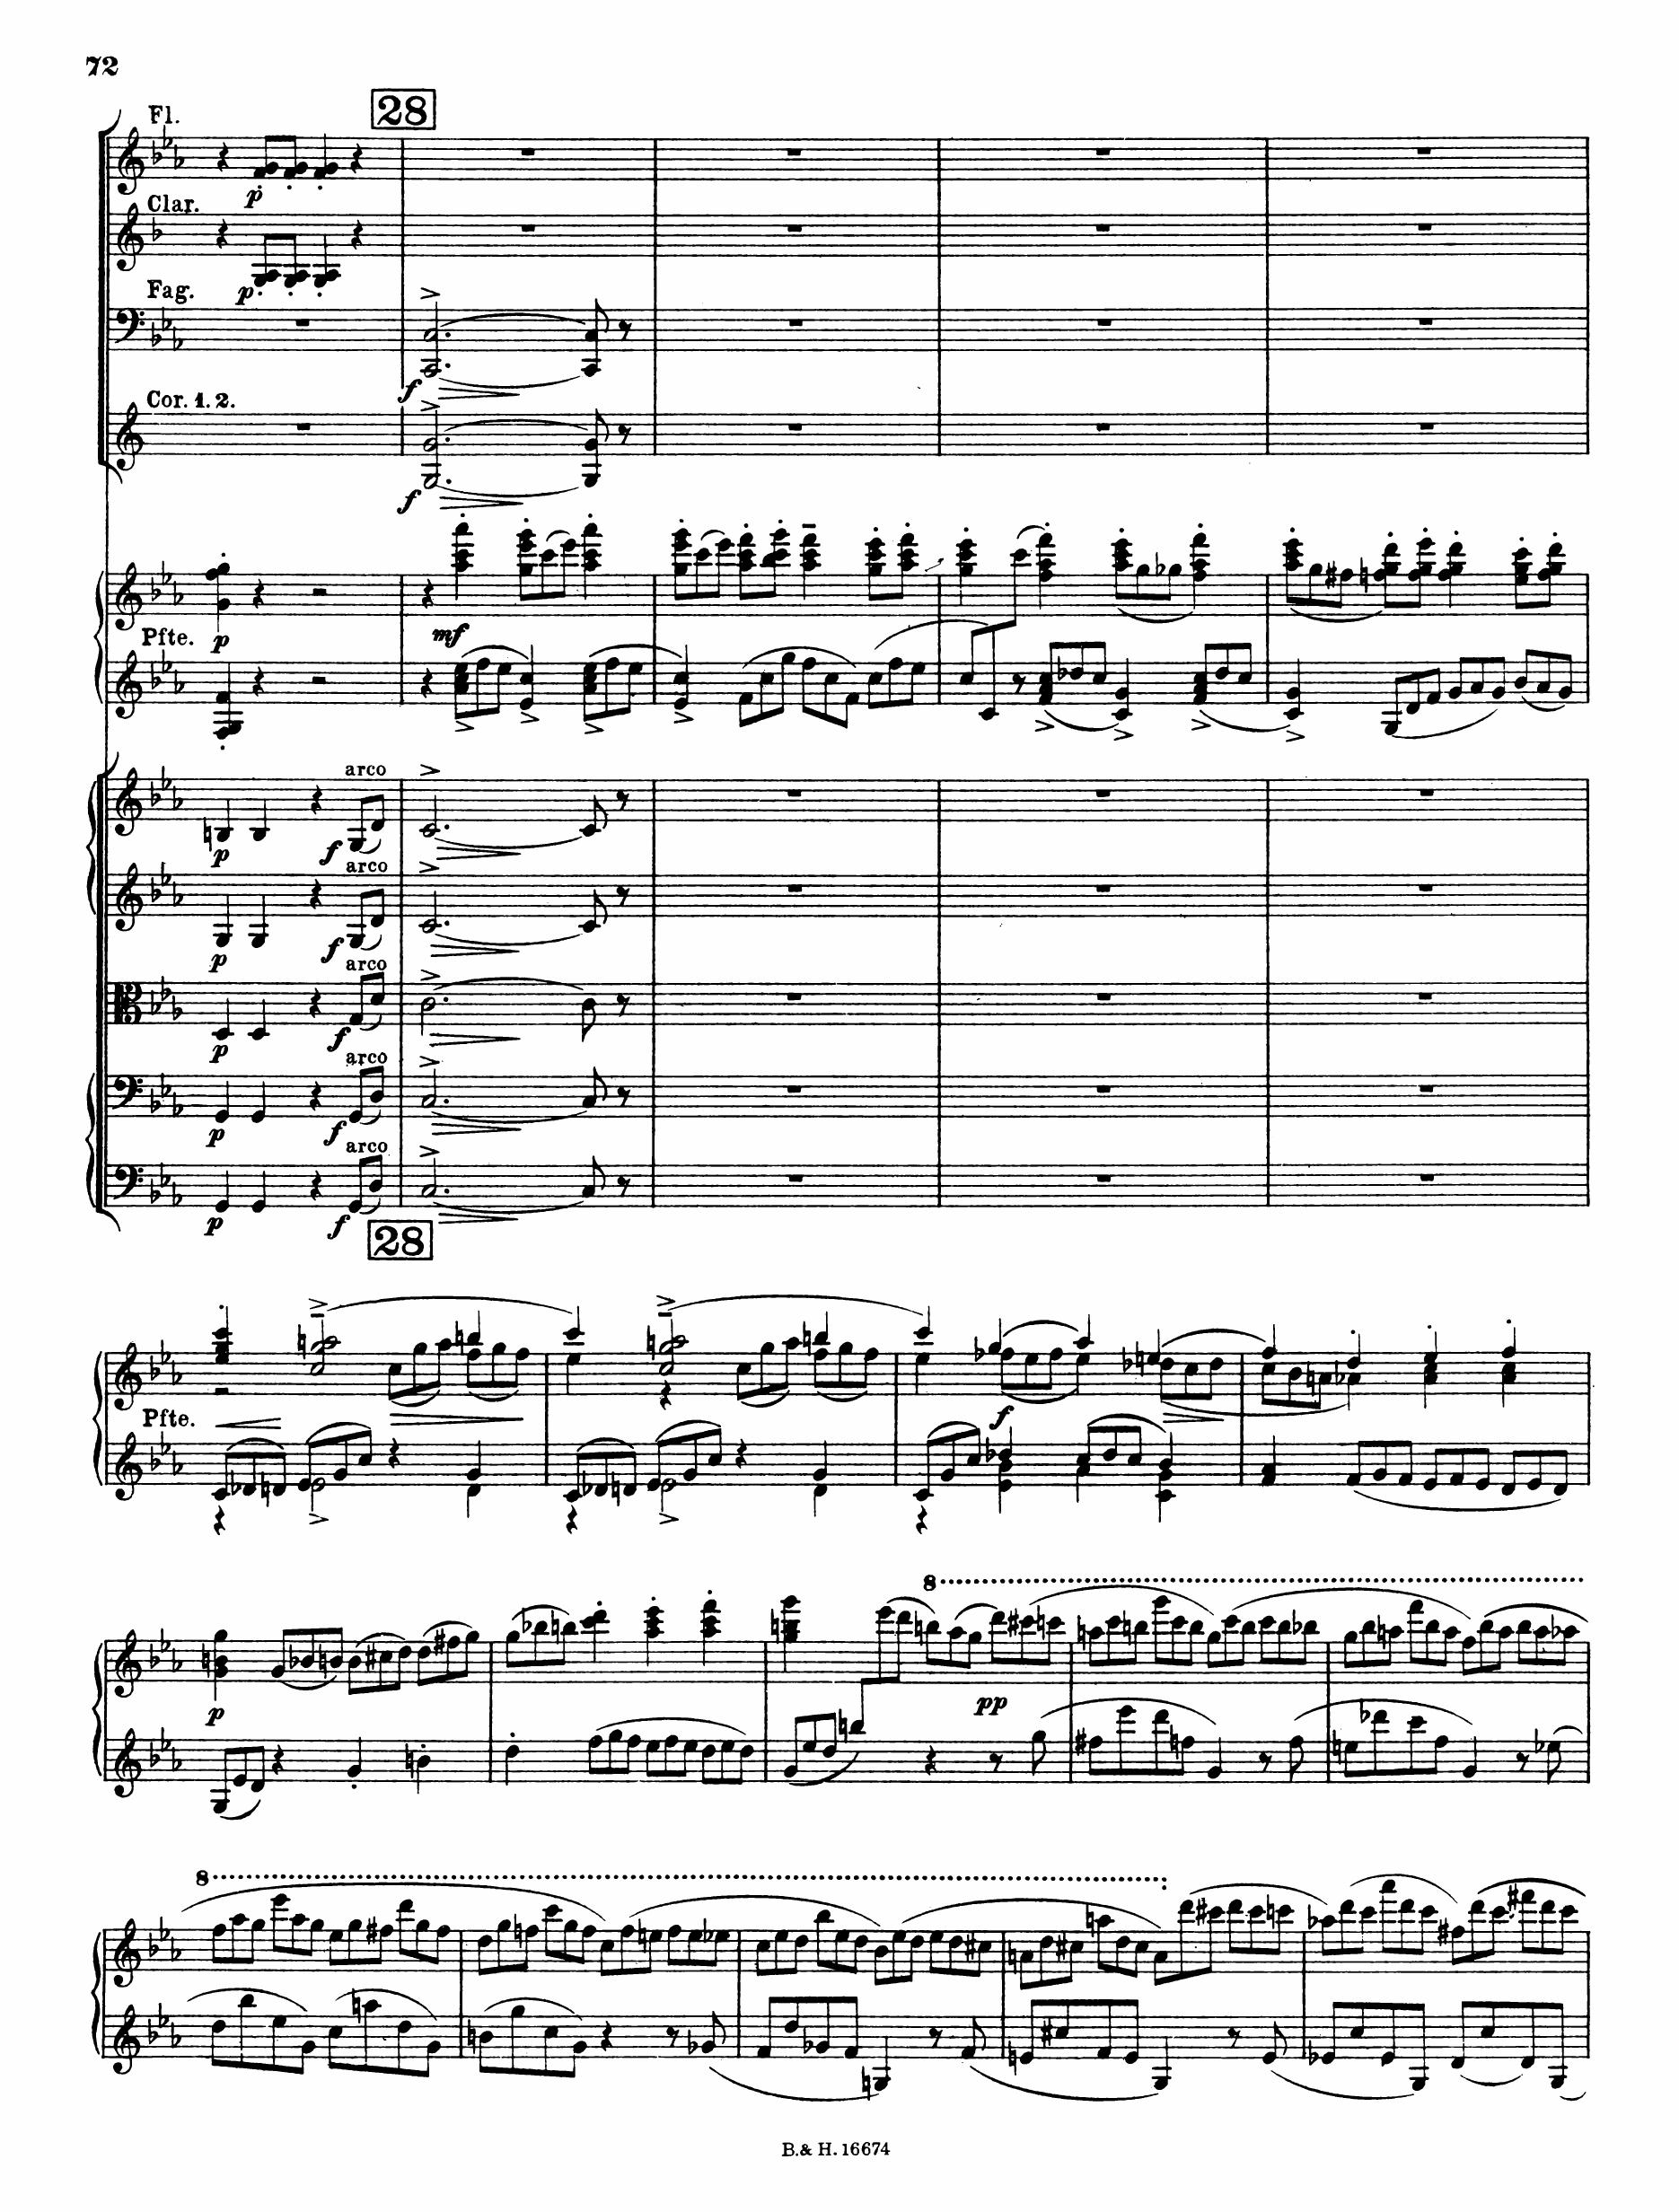 72
28
Fl.
p
Clar.
p
Fag.
f
Cor. 1. 2.
f
Pfte.
p
mf
arco
p
f
arco
p
f
arco
p
f
arco
p
f
arco
p
f
28
Pfte.
f
8
p
pp
8
B.& H. 16674